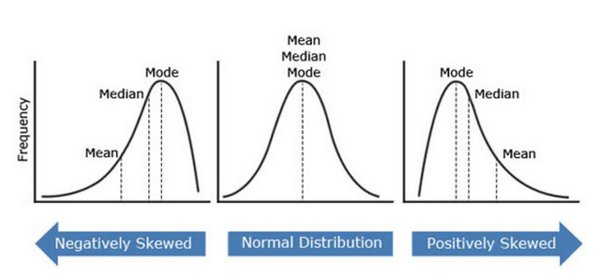 Frequency
Mode
Median
Mean
Mean
Median
Mode
Mode
Median
Mean
Negatively Skewed
Normal Distribution
Positively Skewed